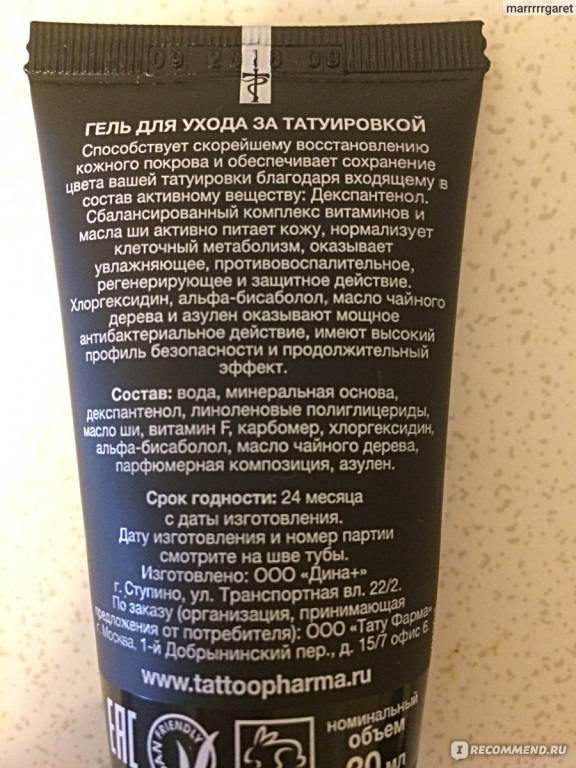 marrrrrgaret
09 09
ГЕЛЬ ДЛЯ УХОДА ЗА ТАТУИРОВКОЙ
Способствует скорейшему восстановлению
кожного покрова и обеспечивает сохранение
цвета вашей татуировки благодаря входящему в
состав активному веществу: Декспантенол.
Сбалансированный комплекс витаминов и
масла ши активно питает кожу, нормализует
клеточный метаболизм, оказывает
увлажняющее, противовоспалительное,
регенерирующее и защитное действие.
Хлоргексидин, альфа-бисаболол, масло чайного
дерева и азулен оказывают мощное
антибактериальное действие, имеют высокий
профиль безопасности и продолжительный
эффект.
Состав: вода, минеральная основа,
декспантенол, линоленовые полиглицериды,
масло ши, витамин F, карбомер, хлоргексидин,
альфа-бисаболол, масло чайного дерева,
парфюмерная композиция, азулен.
Срок годности: 24 месяца
с даты изготовления.
Дату изготовления и номер партии
смотрите на шве тубы.
Изготовлено: ООО «Дина+»
г. Ступино, ул. Транспортная вл. 22/2.
По заказу (организация, принимающая
предложения от потребителя): ООО «Тату Фарма»
г. Москва, 1-й Добрынинский пер., д. 15/7 офис 6.
www.tattoopharma.ru
EAC
FRIENDLY
номинальный
объем
мл
IRECOMMEND.RU